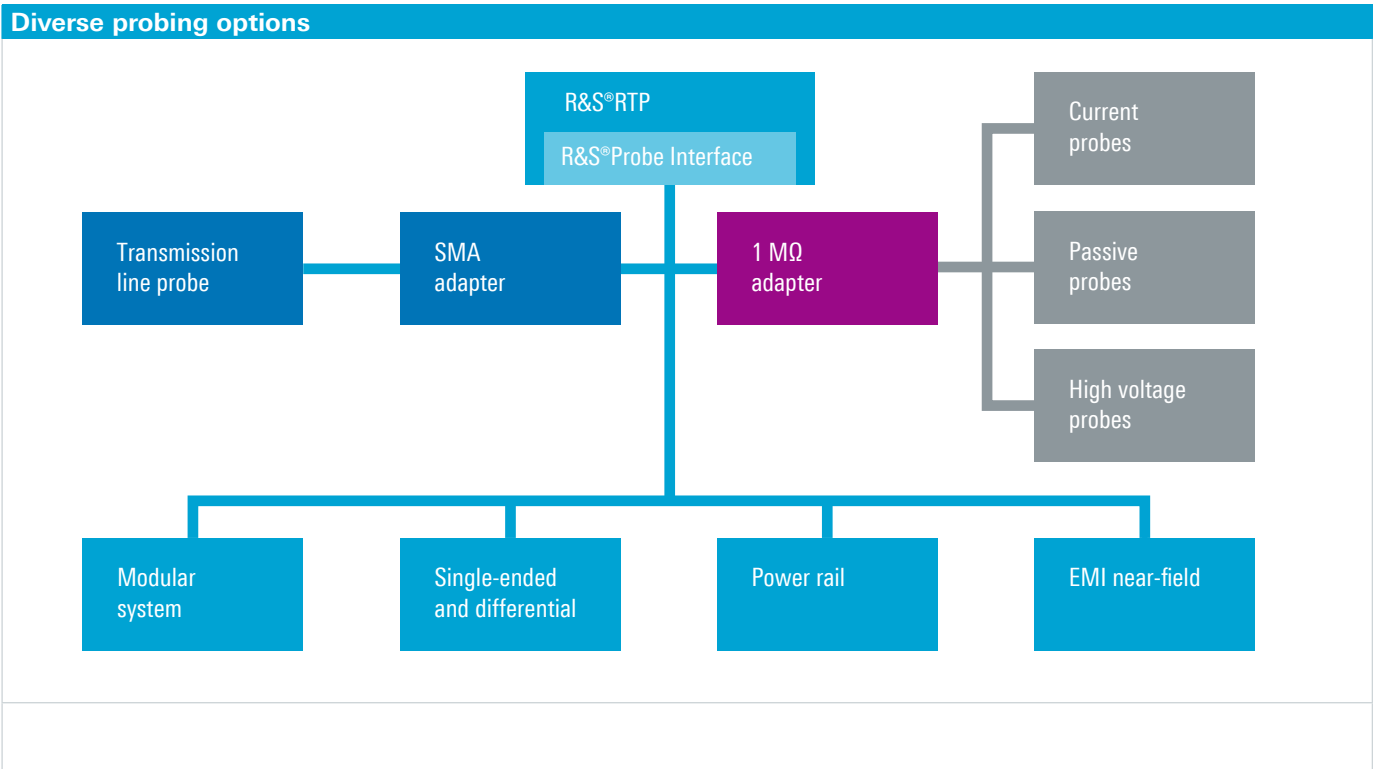 Diverse probing options
R&S®RTP
R&S®Probe Interface
Transmission
line probe
SMA
adapter
1 MΩ
adapter
Current
probes
Passive
probes
High voltage
probes
Modular
system
Single-ended
and differential
Power rail
EMI near-field